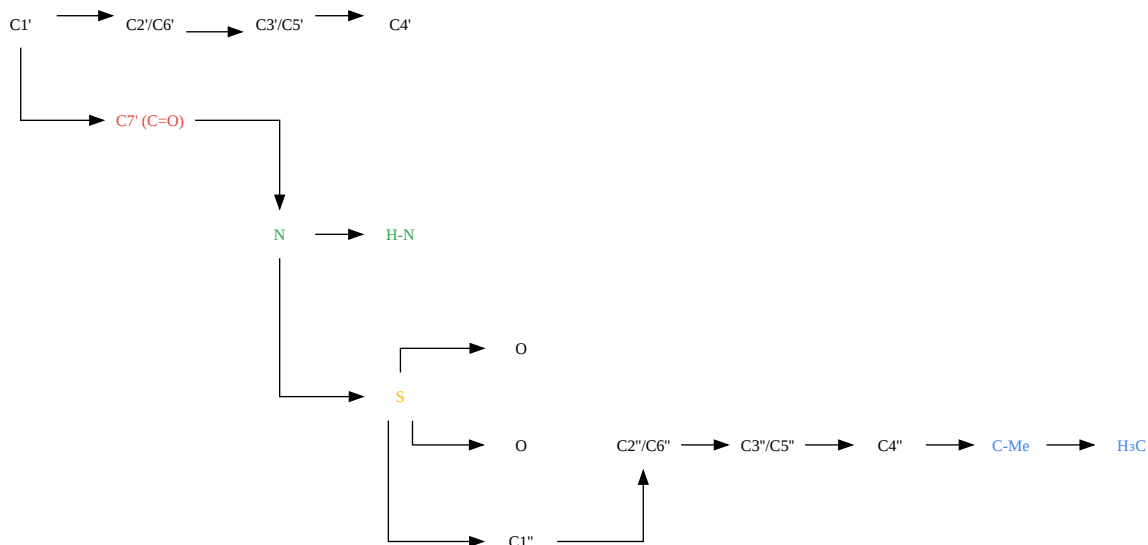 C1' C2'/C6' C3'/C5' C4'
C7' (C=O)
N H-N
O
S
O C2''/C6'' C3''/C5'' C4'' C-Me H₃C
C1''